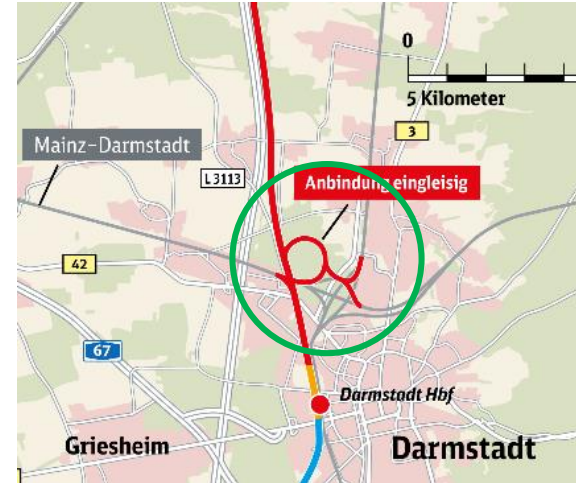 0
5 Kilometer
3
Mainz–Darmstadt
L3113
Anbindung eingleisig
42
67
Darmstadt Hbf
Griesheim
Darmstadt